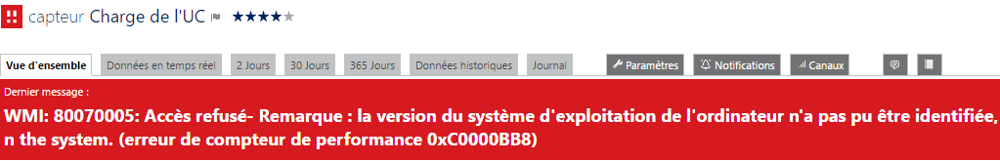 capteur Charge de l'UC
Vue d'ensemble Données en temps réel 2 Jours 30 Jours 365 Jours Données historiques Journal Paramètres Notifications Canaux
Dernier message :
WMI: 80070005: Accès refusé- Remarque : la version du système d'exploitation de l'ordinateur n'a pas pu être identifiée,
n the system. (erreur de compteur de performance 0xC0000BB8)